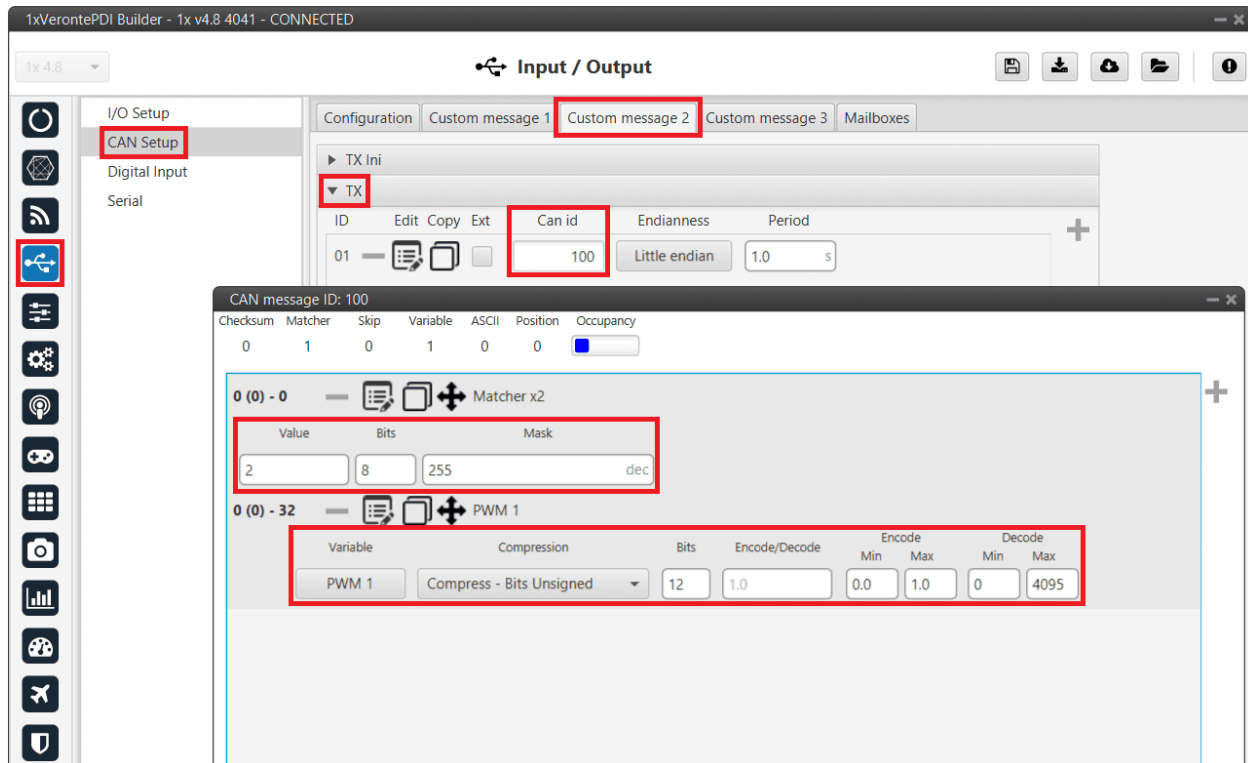 1xVerontePDI Builder - 1x v4.8 4041 - CONNECTED
1x 4.8
Input / Output
I/O Setup
CAN Setup
Digital Input
Serial
Configuration Custom message 1 Custom message 2 Custom message 3 Mailboxes
TX Ini
TX
ID Edit Copy Ext Can id Endianness Period
01 100 Little endian 1.0 s
CAN message ID: 100
Checksum Matcher Skip Variable ASCII Position Occupancy
0 1 0 1 0 0
0 (0) - 0 Matcher x2
Value Bits Mask
2 8 255 dec
0 (0) - 32 PWM 1
Variable Compression Bits Encode/Decode Encode Decode
Min Max Min Max
PWM 1 Compress - Bits Unsigned 12 1.0 0.0 1.0 0 4095